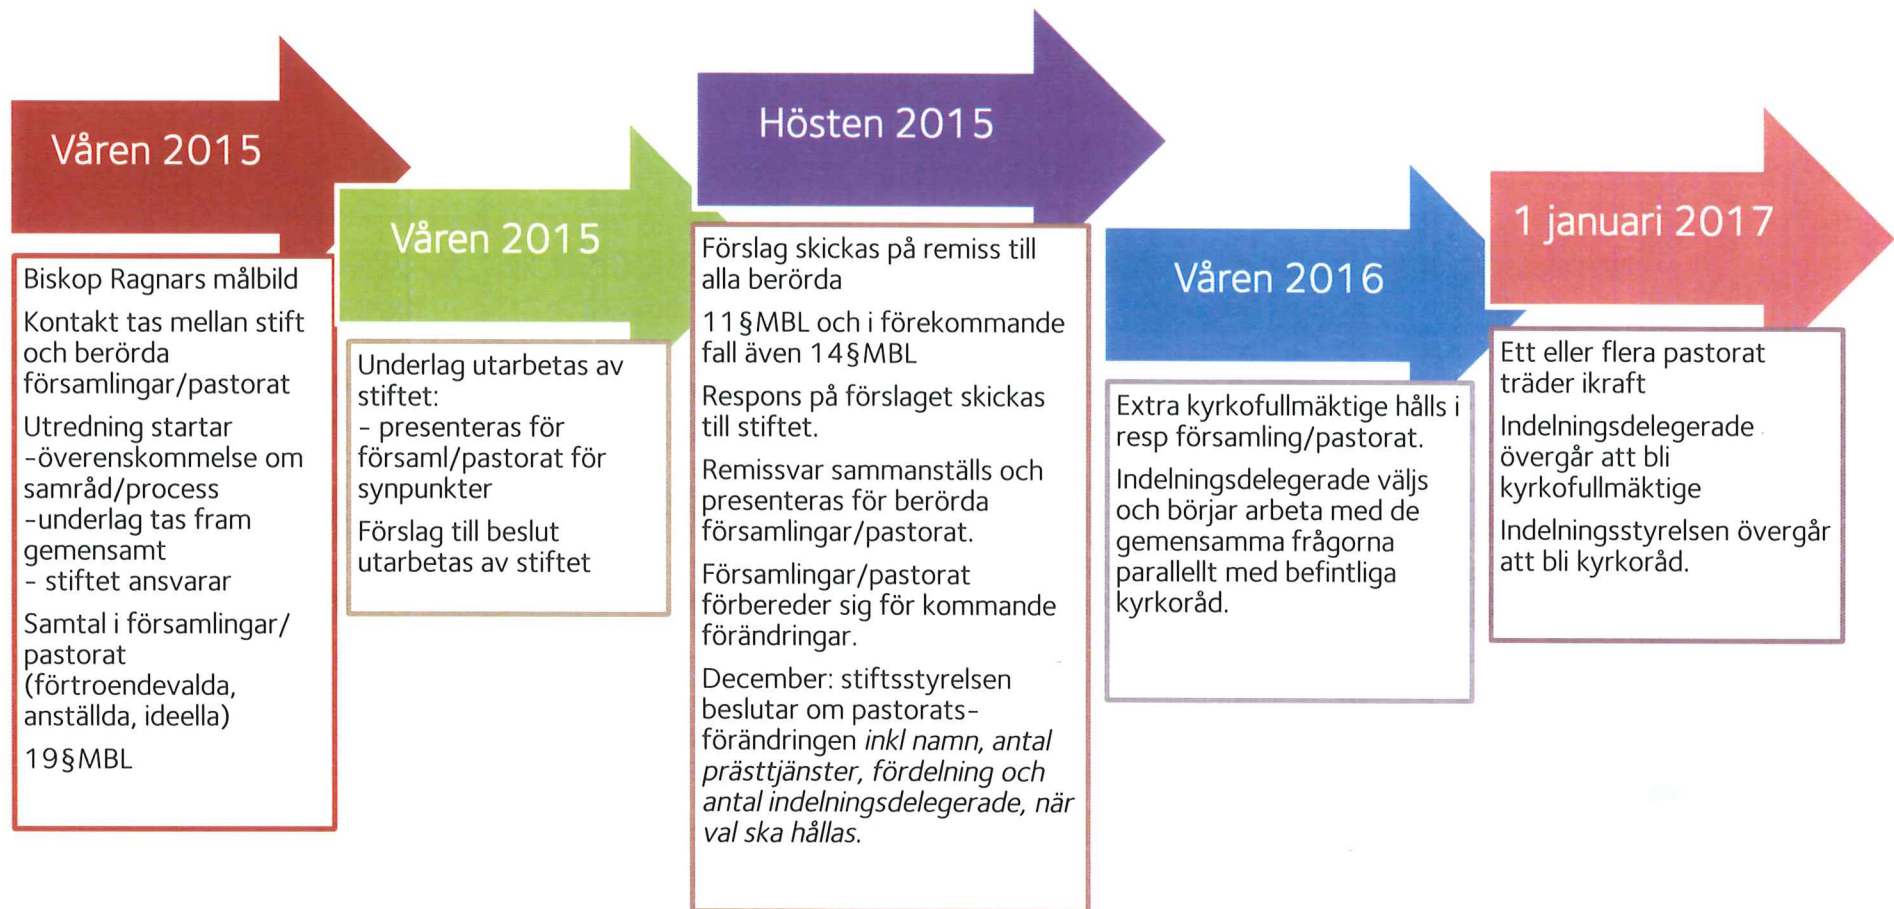 Våren 2015
Biskop Ragnars målbild
Kontakt tas mellan stift
och berörda
församlingar/pastorat
Utredning startar
-överenskommelse om
samråd/process
-underlag tas fram
gemensamt
- stiftet ansvarar
Samtal i församlingar/
pastorat
(förtroendevalda,
anställda, ideella)
19§MBL
Våren 2015
Underlag utarbetas av
stiftet:
- presenteras för
församl/pastorat för
synpunkter
Förslag till beslut
utarbetas av stiftet
Hösten 2015
Förslag skickas på remiss till
alla berörda
11§MBL och i förekommande
fall även 14§MBL
Respons på förslaget skickas
till stiftet.
Remissvar sammanställs och
presenteras för berörda
församlingar/pastorat.
Församlingar/pastorat
förbereder sig för kommande
förändringar.
December: stiftsstyrelsen
beslutar om pastorats-
förändringen inkl namn, antal
prästtjänster, fördelning och
antal indelningsdelegerade, när
val ska hållas.
Våren 2016
Extra kyrkofullmäktige hålls i
resp församling/pastorat.
Indelningsdelegerade väljs
och börjar arbeta med de
gemensamma frågorna
parallellt med befintliga
kyrkoråd.
1 januari 2017
Ett eller flera pastorat
träder ikraft
Indelningsdelegerade
övergår att bli
kyrkofullmäktige
Indelningsstyrelsen övergår
att bli kyrkoråd.